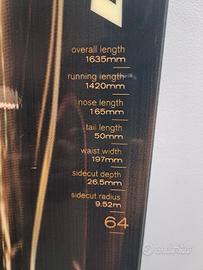 overall length
1635mm
running length
1420mm
nose length
165mm
tail length
50mm
waist width
197mm
sidecut depth
26.5mm
sidecut radius
9.52m
64
subito